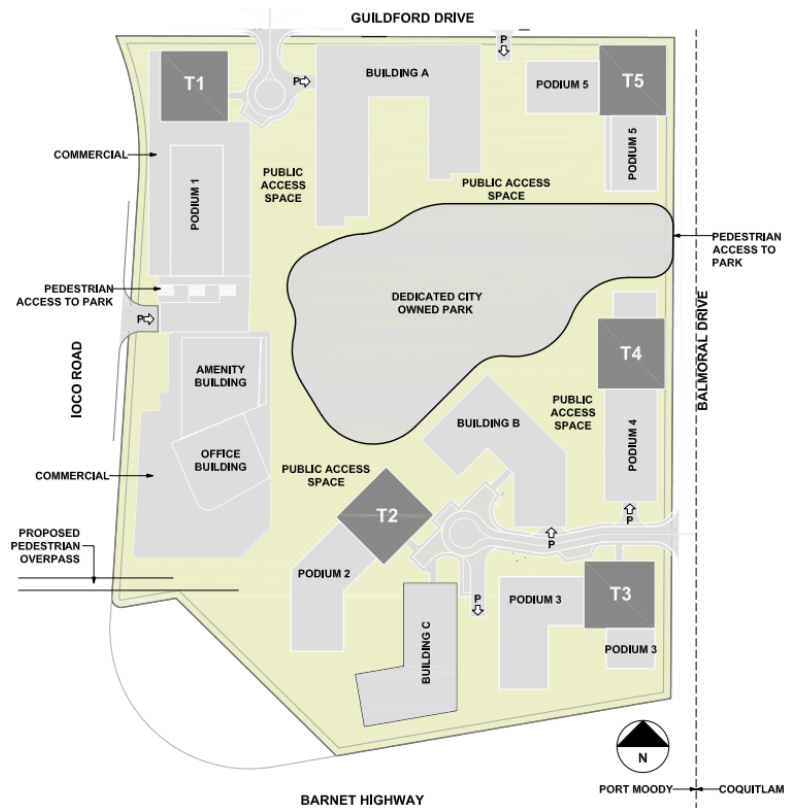 GUILDFORD DRIVE
P
T1
P
BUILDING A
PODIUM 5
T5
COMMERCIAL
PODIUM 1
PUBLIC
ACCESS
SPACE
PUBLIC ACCESS
SPACE
PODIUM 5
PEDESTRIAN
ACCESS TO
PARK
PEDESTRIAN
ACCESS TO PARK
DEDICATED CITY
OWNED PARK
P
T4
IOCO ROAD
BALMORAL DRIVE
AMENITY
BUILDING
PUBLIC
ACCESS
SPACE
BUILDING B
PODIUM 4
OFFICE
BUILDING
COMMERCIAL
PUBLIC ACCESS
SPACE
T2
P
P
PROPOSED
PEDESTRIAN
OVERPASS
PODIUM 2
P
PODIUM 3
T3
BUILDING C
PODIUM 3
N
PORT MOODY
COQUITLAM
BARNET HIGHWAY